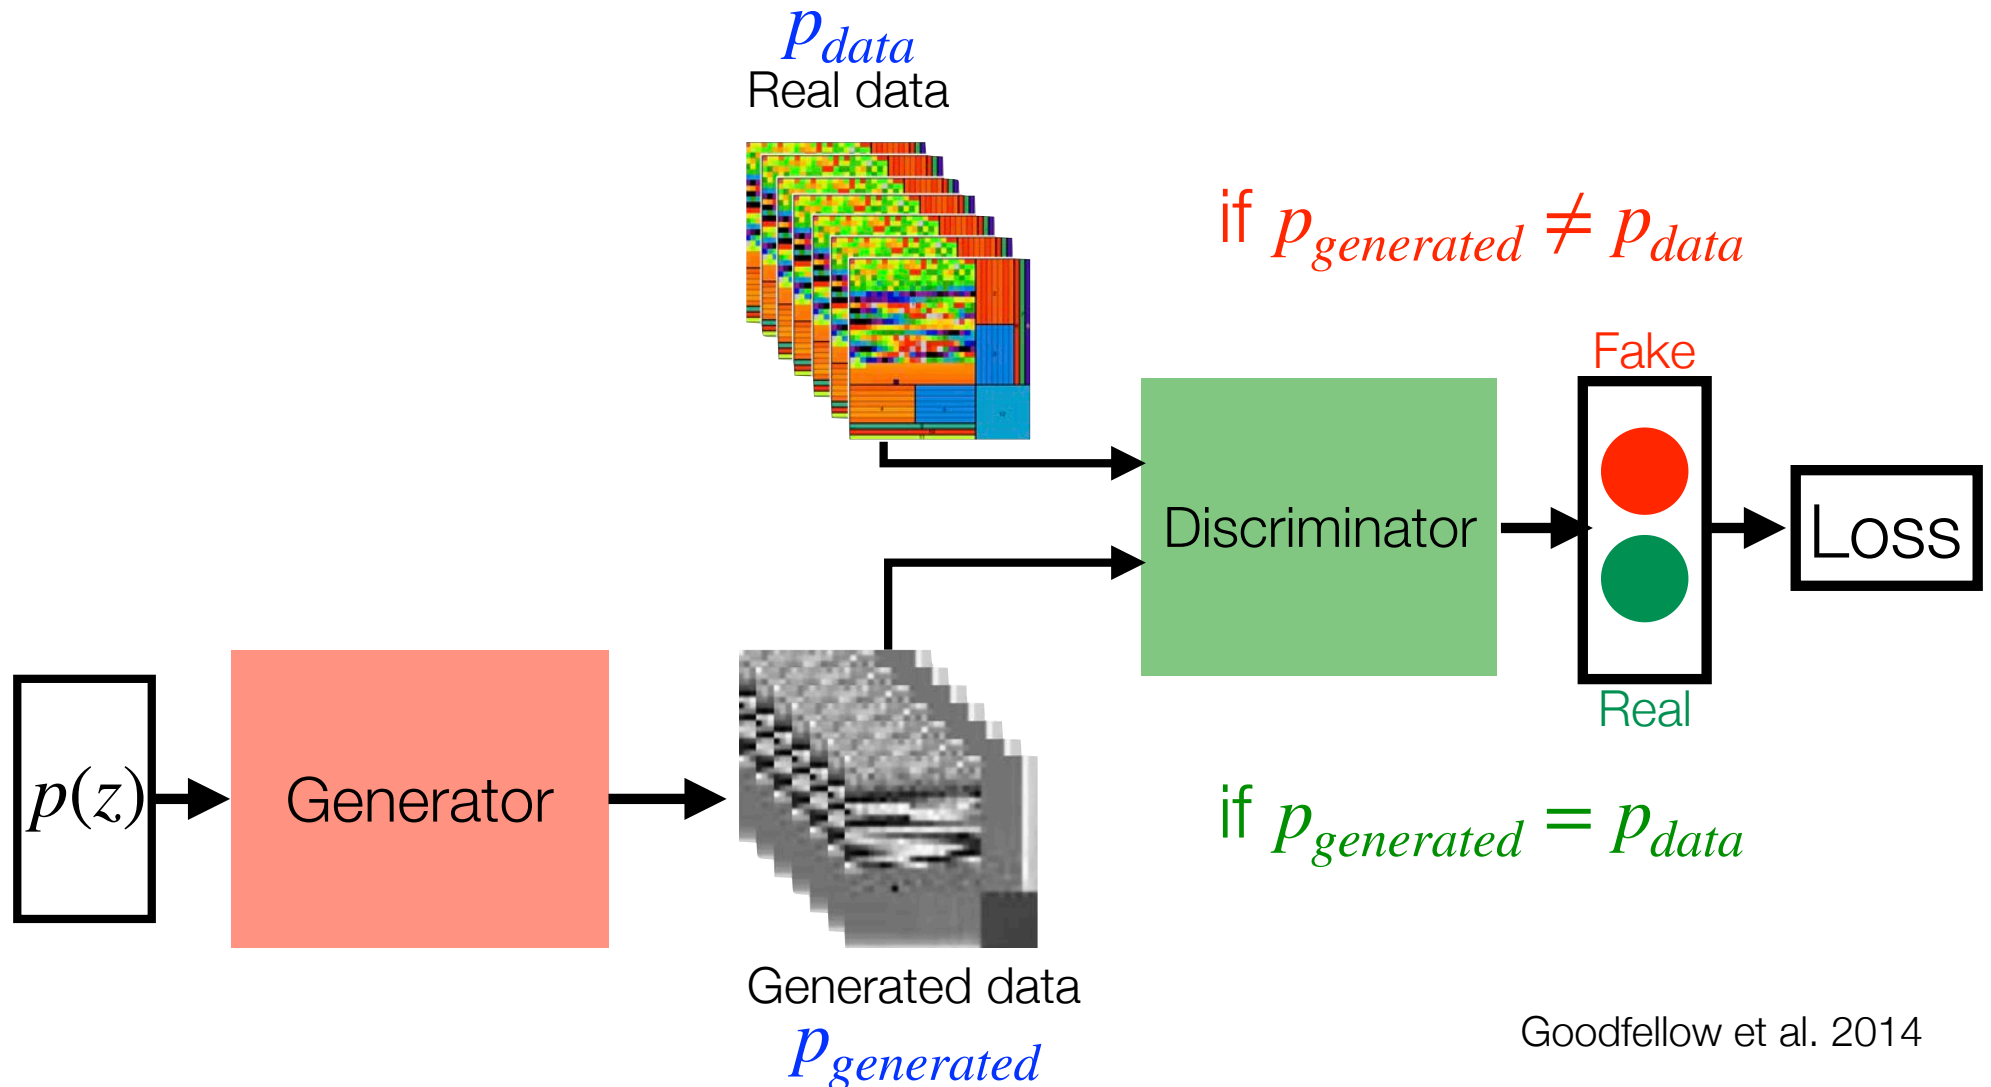 p_data
Real data
if p_generated ≠ p_data
Fake
Discriminator
Loss
Real
p(z)
Generator
if p_generated = p_data
Generated data
p_generated
Goodfellow et al. 2014